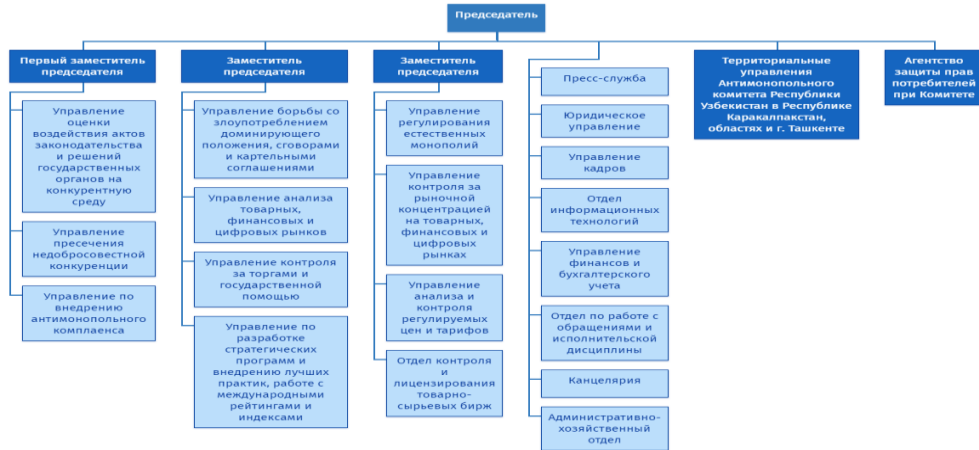 Председатель
Первый заместитель
председателя
Управление
оценки
воздействия актов
законодательства
и решений
государственных
органов на
конкурентную
среду
Управление
пресечения
недобросовестной
конкуренции
Управление по
внедрению
антимонопольного
комплаенса
Заместитель
председателя
Управление борьбы со
злоупотреблением
доминирующего
положения, сговорами
и картельными
соглашениями
Управление анализа
товарных,
финансовых и
цифровых рынков
Управление контроля
за торгами и
государственной
помощью
Управление по
разработке
стратегических
программ и
внедрению лучших
практик, работе с
международными
рейтингами и
индексами
Заместитель
председателя
Управление
регулирования
естественных
монополий
Управление
контроля за
рыночной
концентрацией
на товарных,
финансовых и
цифровых
рынках
Управление
анализа и
контроля
регулируемых
цен и тарифов
Отдел контроля
и
лицензирования
товарно-
сырьевых бирж
Пресс-служба
Юридическое
управление
Управление
кадров
Отдел
информационных
технологий
Управление
финансов и
бухгалтерского
учета
Отдел по работе с
обращениями и
исполнительской
дисциплины
Канцелярия
Административно-
хозяйственный
отдел
Территориальные
управления
Антимонопольного
комитета Республики
Узбекистан в Республике
Каракалпакстан,
областях и г. Ташкенте
Агентство
защиты прав
потребителей
при Комитете